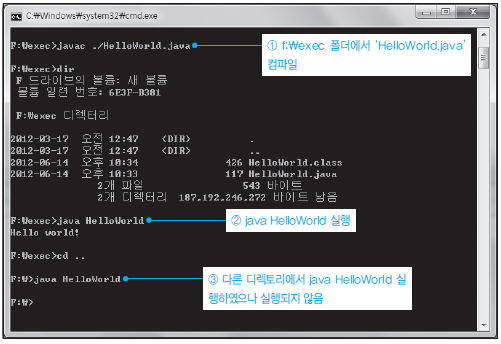 C:₩Windows₩system32₩cmd.exe
F:₩exec>javac ./HelloWorld.java
① f:₩exec 폴더에서 'HelloWorld.java' 컴파일
F:₩exec>dir
F 드라이브의 볼륨: 새 볼륨
볼륨 일련 번호: 6E3F-B381
F:₩exec 디렉터리
2012-03-17 오전 12:47 <DIR> .
2012-03-17 오전 12:47 <DIR> ..
2012-06-14 오후 10:34 426 HelloWorld.class
2012-06-14 오후 10:33 117 HelloWorld.java
2개 파일 543 바이트
2개 디렉터리 107,192,246,272 바이트 남음
F:₩exec>java HelloWorld
② java HelloWorld 실행
Hello world!
F:₩exec>cd ..
F:₩>java HelloWorld
③ 다른 디렉토리에서 java HelloWorld 실
행하였으나 실행되지 않음
F:₩>